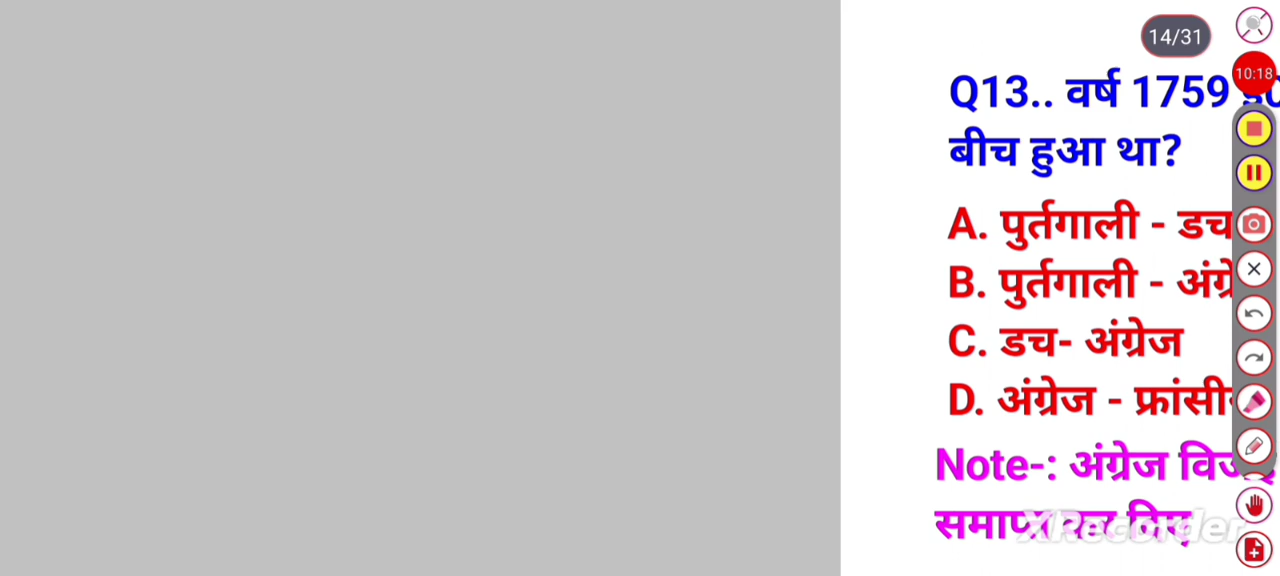 14/31
10:18
Q13.. वर्ष 1759
बीच हुआ था?
A. पुर्तगाली - डच
B. पुर्तगाली -
C. डच- अंग्रेज
D. अंग्रेज -
Note-: अंग्रेज
XRecorder